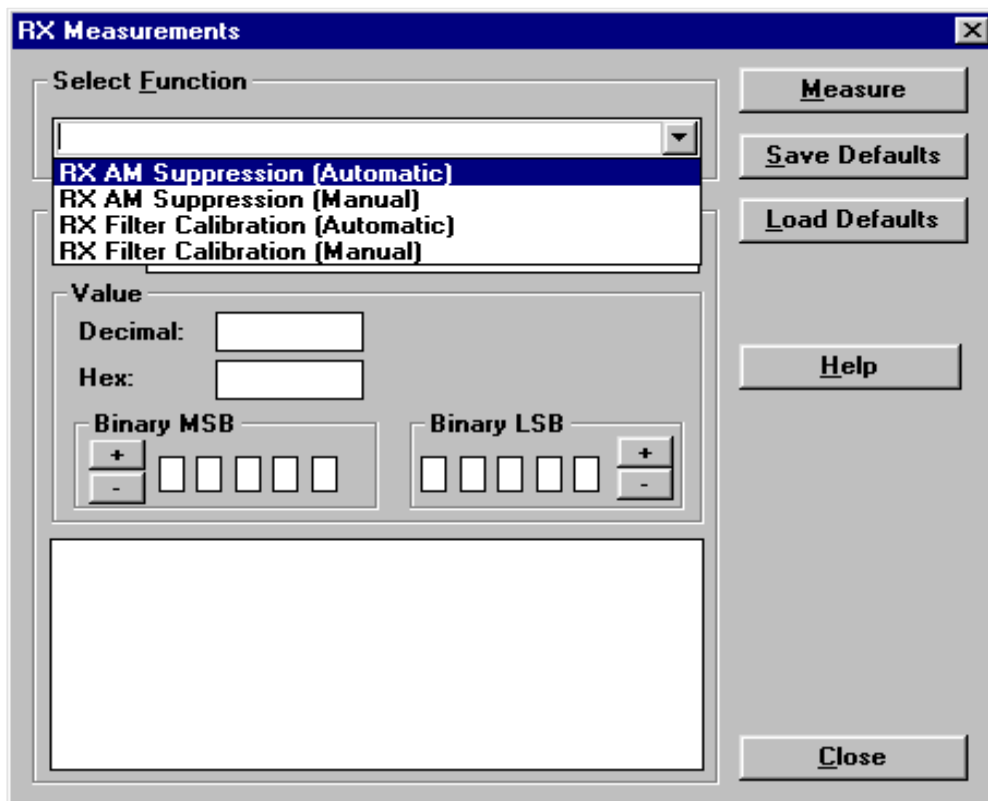 RX Measurements
Select Function
Measure
Save Defaults
Load Defaults
RX AM Suppression (Automatic)
RX AM Suppression (Manual)
RX Filter Calibration (Automatic)
RX Filter Calibration (Manual)
Value
Decimal:
Hex:
Help
Binary MSB
+
-
Binary LSB
+
-
Close